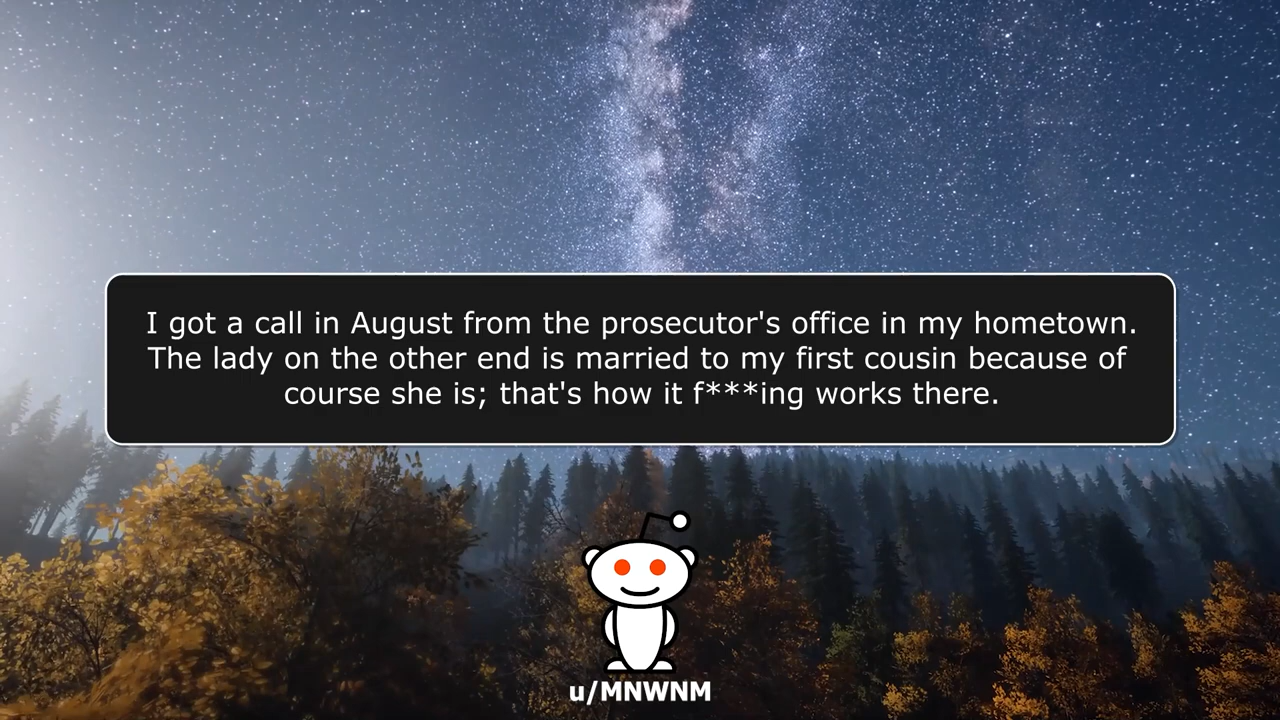 I got a call in August from the prosecutor's office in my hometown.
The lady on the other end is married to my first cousin because of
course she is; that's how it f***ing works there.
u/MNWNM